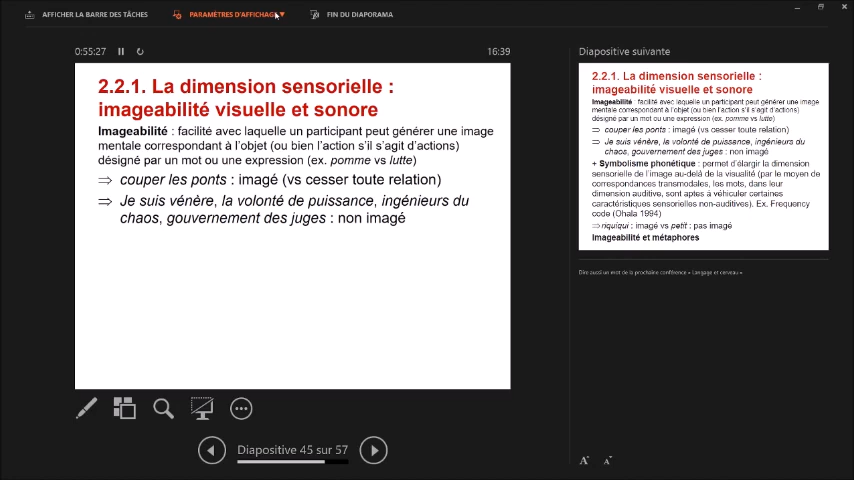 AFFICHER LA BARRE DES TÂCHES
PARAMÈTRES D'AFFICHAGE
FIN DU DIAPORAMA
0:55:27
16:39
2.2.1. La dimension sensorielle :
imageabilité visuelle et sonore
Imageabilité : facilité avec laquelle un participant peut générer une image
mentale correspondant à l'objet (ou bien l'action s'il s'agit d'actions)
désigné par un mot ou une expression (ex. pomme vs lutte)
⇒ couper les ponts : imagé (vs cesser toute relation)
⇒ Je suis vénère, la volonté de puissance, ingénieurs du
chaos, gouvernement des juges : non imagé
Diapositive 45 sur 57
Diapositive suivante
2.2.1. La dimension sensorielle :
imageabilité visuelle et sonore
Imageabilité : facilité avec laquelle un participant peut générer une image
mentale correspondant à l'objet (ou bien l'action s'il s'agit d'actions)
désigné par un mot ou une expression (ex. pomme vs lutte)
⇒ couper les ponts : imagé (vs cesser toute relation)
⇒ Je suis vénère, la volonté de puissance, ingénieurs du
chaos, gouvernement des juges : non imagé
+ Symbolisme phonétique : permet d'élargir la dimension
sensorielle de l'image au-delà de la visualité (par le moyen de
correspondances transmodales, les mots, dans leur
dimension auditive, sont aptes à véhiculer certaines
caractéristiques sensorielles non-auditives). Ex. Frequency
code (Ohala 1994)
⇒ riquiqui : imagé vs petit : pas imagé
Imageabilité et métaphores
Dire aussi un mot de la prochaine conférence « Langage et cerveau »
A A